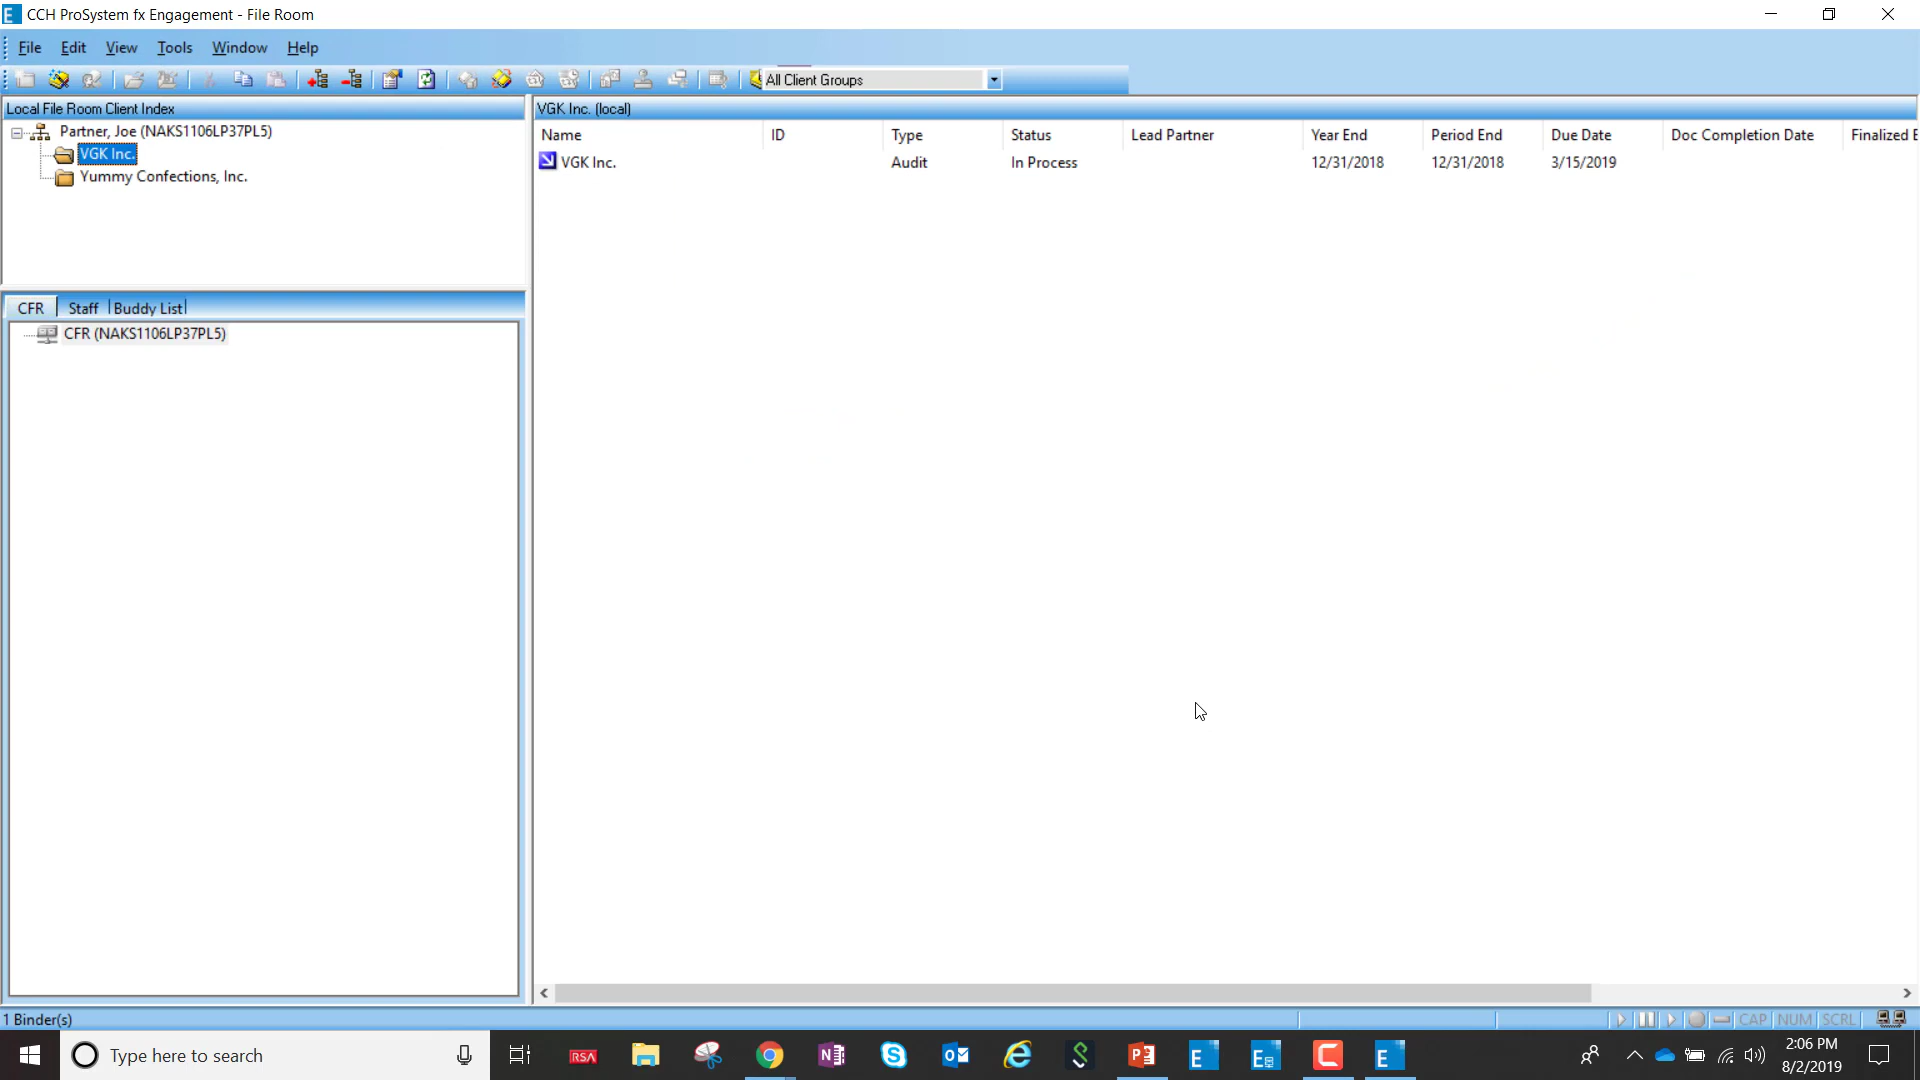 CCH ProSystem fx Engagement - File Room
File Edit View Tools Window Help
All Client Groups
Local File Room Client Index
Partner, Joe (NAKS1106LP37PL5)
VGK Inc.
Yummy Confections, Inc.
CFR Staff Buddy List
CFR (NAKS1106LP37PL5)
VGK Inc. (local)
Name ID Type Status Lead Partner Year End Period End Due Date Doc Completion Date Finalized
VGK Inc. Audit In Process 12/31/2018 12/31/2018 3/15/2019
1 Binder(s)
CAP NUM SCRL
Type here to search
RSA
2:06 PM
8/2/2019